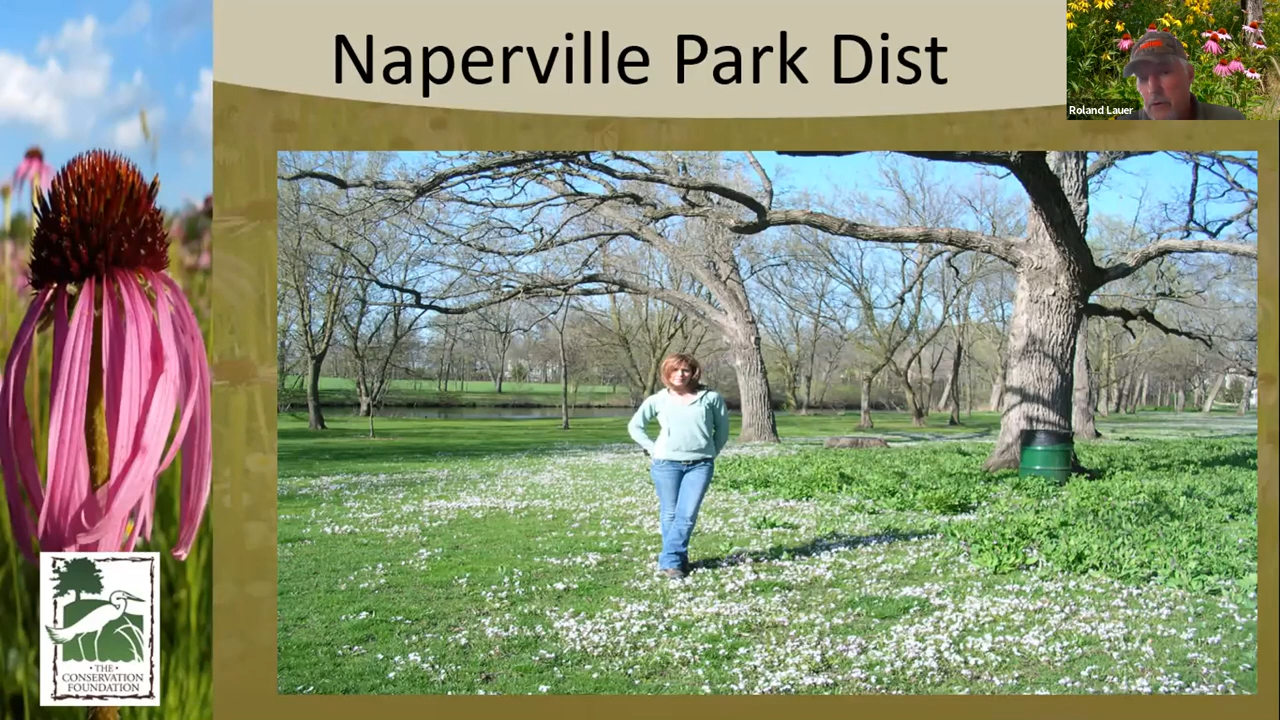 Naperville Park Dist
Roland Lauer
• THE •
CONSERVATION
FOUNDATION